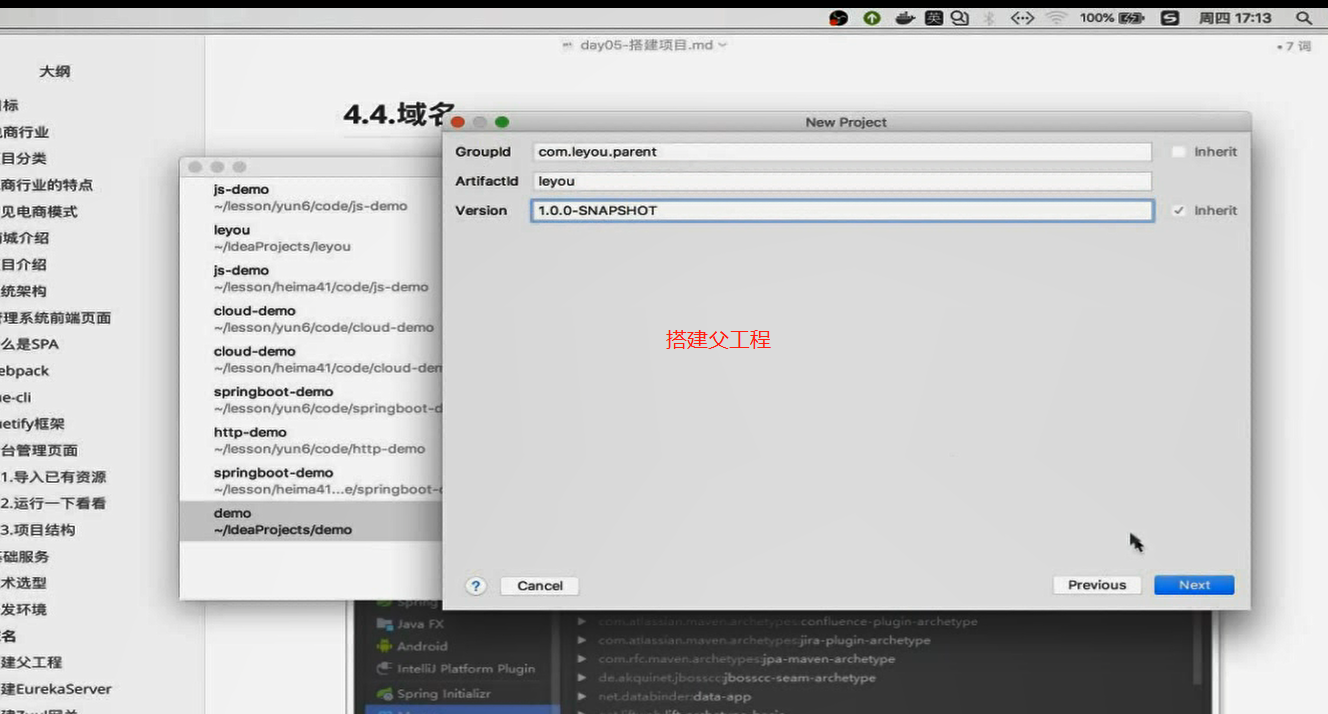 英
100%
周四 17:13
day05-搭建项目.md
7 词
大纲
标
商行业
目分类
商行业的特点
见电商模式
城介绍
目介绍
统架构
管理系统前端页面
么是SPA
ebpack
e-cli
etify框架
台管理页面
1.导入已有资源
2.运行一下看看
3.项目结构
础服务
术选型
发环境
名
建父工程
建EurekaServer
4.4.域名
js-demo
~/lesson/yun6/code/js-demo
leyou
~/IdeaProjects/leyou
js-demo
~/lesson/heima41/code/js-demo
cloud-demo
~/lesson/yun6/code/cloud-demo
cloud-demo
~/lesson/heima41/code/cloud-den
springboot-demo
~/lesson/yun6/code/springboot-d
http-demo
~/lesson/yun6/code/http-demo
springboot-demo
~/lesson/heima41...e/springboot-
demo
~/IdeaProjects/demo
New Project
GroupId com.leyou.parent Inherit
ArtifactId leyou
Version 1.0.0-SNAPSHOT Inherit
搭建父工程
? Cancel Previous Next
Spring
Java FX
Android
IntelliJ Platform Plugin
Spring Initializr
com.atlassian.maven.archetypes:confluence-plugin-archetype
com.atlassian.maven.archetypes:jira-plugin-archetype
com.rfc.maven.archetypes:jpa-maven-archetype
de.akquinet.jbosscc:jbosscc-seam-archetype
net.databinder:data-app